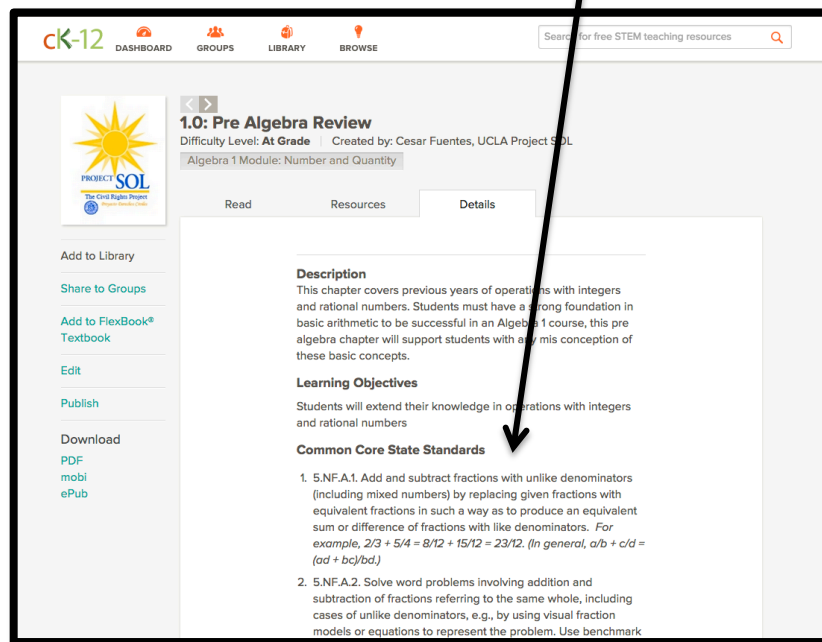 cK-12
DASHBOARD
GROUPS
LIBRARY
BROWSE
Search for free STEM teaching resources
1.0: Pre Algebra Review
Difficulty Level: At Grade | Created by: Cesar Fuentes, UCLA Project SOL
Algebra 1 Module: Number and Quantity
PROJECT SOL
The Civil Rights Project
Read
Resources
Details
Add to Library
Share to Groups
Add to FlexBook®
Textbook
Edit
Publish
Download
PDF
mobi
ePub
Description
This chapter covers previous years of operations with integers
and rational numbers. Students must have a strong foundation in
basic arithmetic to be successful in an Algebra 1 course, this pre
algebra chapter will support students with any mis conception of
these basic concepts.
Learning Objectives
Students will extend their knowledge in operations with integers
and rational numbers
Common Core State Standards
1. 5.NF.A.1. Add and subtract fractions with unlike denominators
(including mixed numbers) by replacing given fractions with
equivalent fractions in such a way as to produce an equivalent
sum or difference of fractions with like denominators. For
example, 2/3 + 5/4 = 8/12 + 15/12 = 23/12. (In general, a/b + c/d =
(ad + bc)/bd.)
2. 5.NF.A.2. Solve word problems involving addition and
subtraction of fractions referring to the same whole, including
cases of unlike denominators, e.g., by using visual fraction
models or equations to represent the problem. Use benchmark